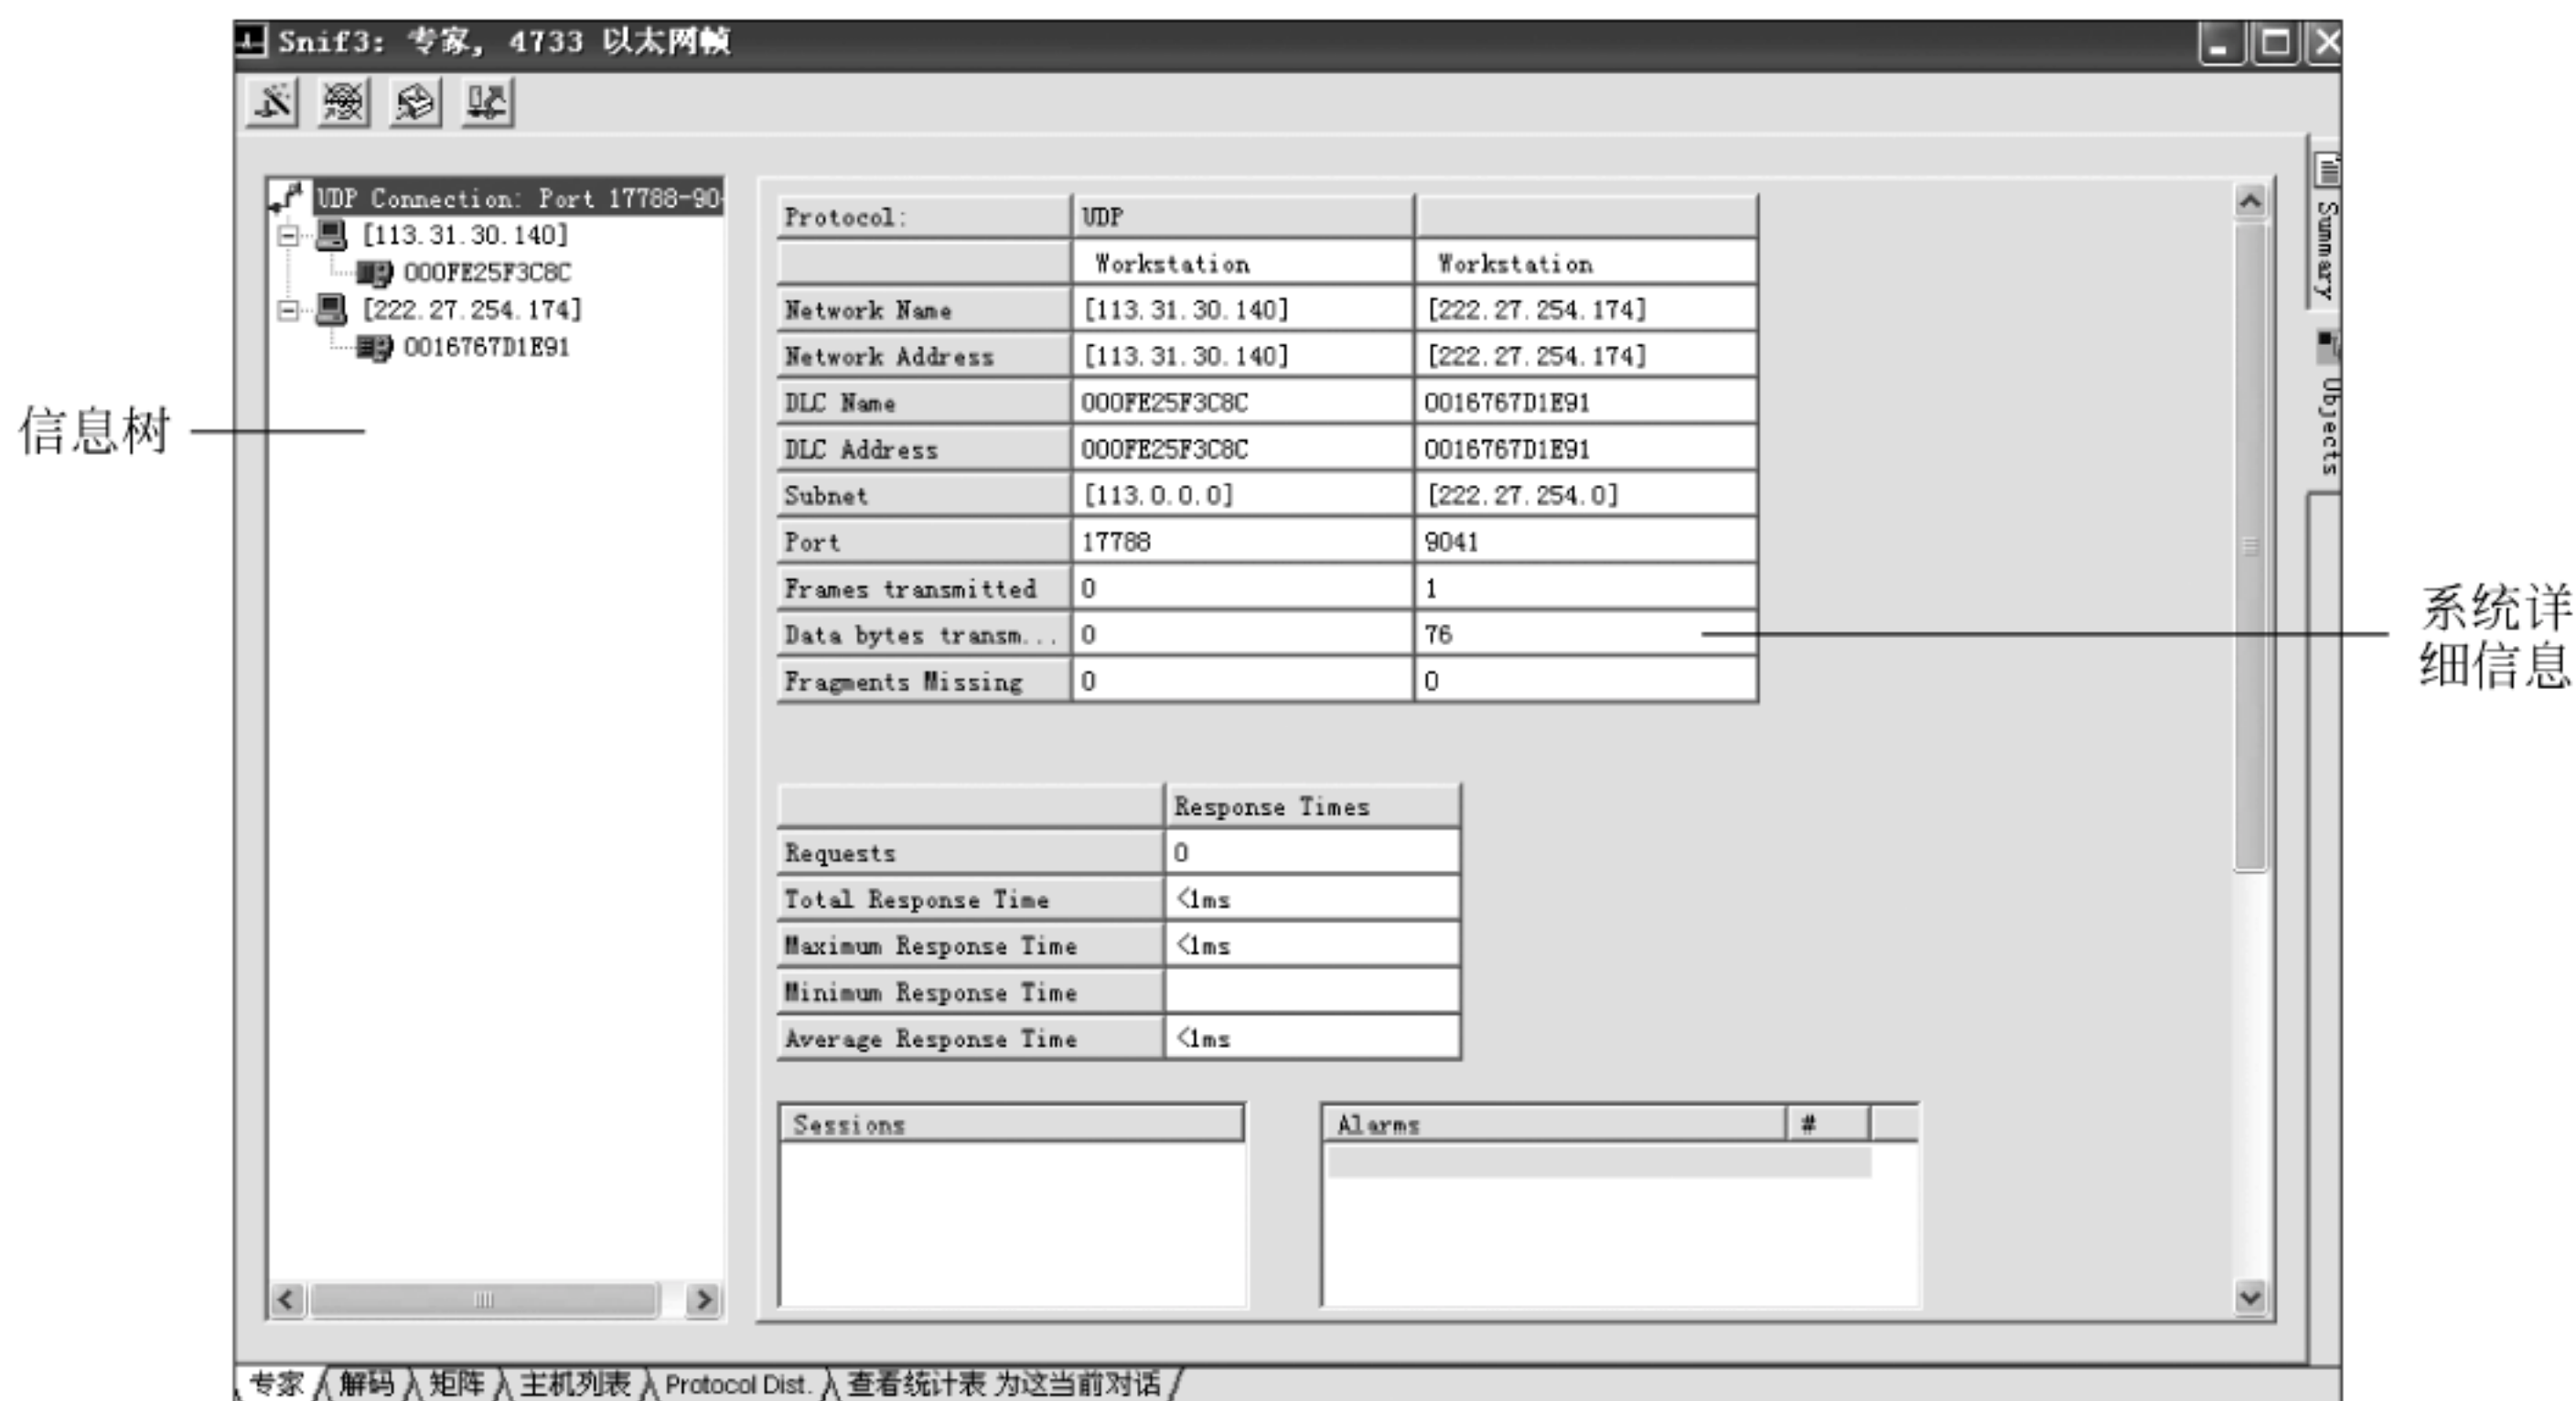 Snif3: 专家, 4733 以太网帧
UDP Connection: Port 17788-90
[113.31.30.140]
000FE25F3C8C
[222.27.254.174]
0016767D1E91
信息树
Protocol: UDP
Workstation Workstation
Network Name [113.31.30.140] [222.27.254.174]
Network Address [113.31.30.140] [222.27.254.174]
DLC Name 000FE25F3C8C 0016767D1E91
DLC Address 000FE25F3C8C 0016767D1E91
Subnet [113.0.0.0] [222.27.254.0]
Port 17788 9041
Frames transmitted 0 1
Data bytes transm... 0 76
Fragments Missing 0 0
Response Times
Requests 0
Total Response Time <1ms
Maximum Response Time <1ms
Minimum Response Time
Average Response Time <1ms
Sessions
Alarms #
Summary
Objects
系统详
细信息
专家 解码 矩阵 主机列表 Protocol Dist. 查看统计表 为这当前对话